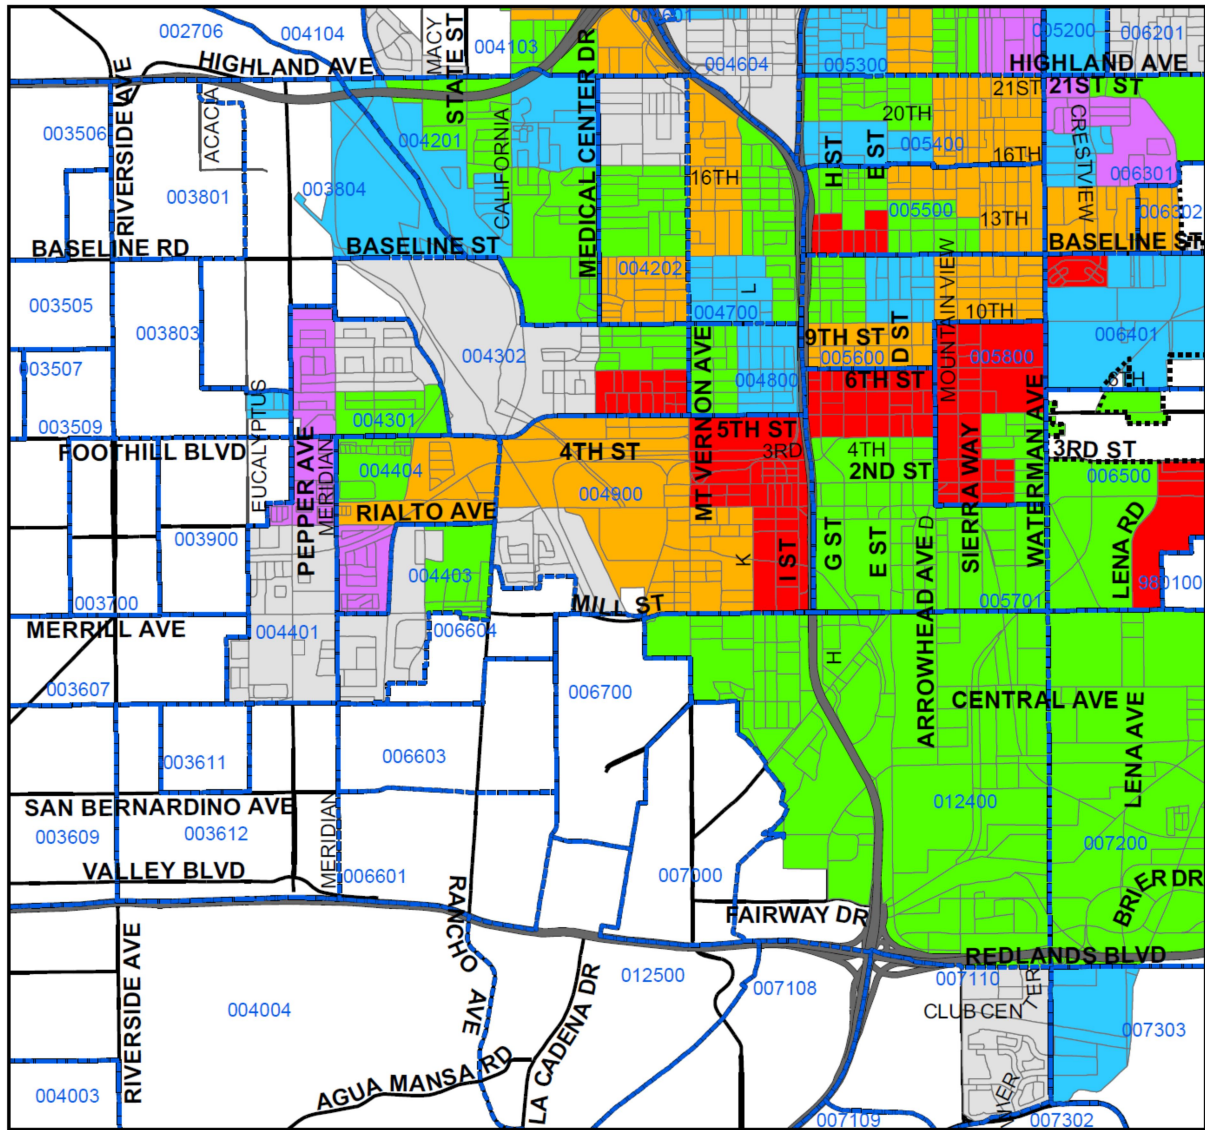 002706
004104
MACY
STATE ST
004103
MEDICAL CENTER DR
004604
005300
005200
006201
HIGHLAND AVE
HIGHLAND AVE
21ST
21ST ST
RIVERSIDE AVE
003506
ACACIA
004201
CALIFORNIA
20TH
H ST
E ST
005400
16TH
CRESTVIEW
003801
003804
16TH
006301
005500
13TH
006302
BASELINE RD
BASELINE ST
BASELINE ST
004202
MOUNTAIN VIEW
003505
003803
L
004700
10TH
9TH ST
D ST
006401
003507
004302
MT VERNON AVE
005600
005800
004800
6TH ST
6TH
EUCALYPTUS
WATERMAN AVE
003509
004301
5TH ST
FOOTHILL BLVD
PEPPER AVE
MERIDIAN
4TH ST
3RD
4TH
SIERRA WAY
3RD ST
004404
2ND ST
006500
004900
RIALTO AVE
LENA RD
003900
K
I ST
G ST
E ST
ARROWHEAD AVE
D
004403
980100
003700
MILL ST
005701
MERRILL AVE
004401
006604
H
003607
006700
CENTRAL AVE
LENA AVE
003611
006603
SAN BERNARDINO AVE
MERIDIAN
012400
003609
003612
007200
VALLEY BLVD
006601
007000
BRIER DR
RANCHO AVE
FAIRWAY DR
RIVERSIDE AVE
REDLANDS BLVD
012500
007108
007110
LA CADENA DR
004004
CLUB CEN
TER
007303
AGUA MANSA RD
004003
007109
007302